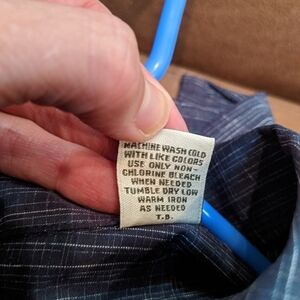 MACHINE WASH COLD
WITH LIKE COLORS
USE ONLY NON-
CHLORINE BLEACH
WHEN NEEDED
TUMBLE DRY LOW
WARM IRON
AS NEEDED
T.D.